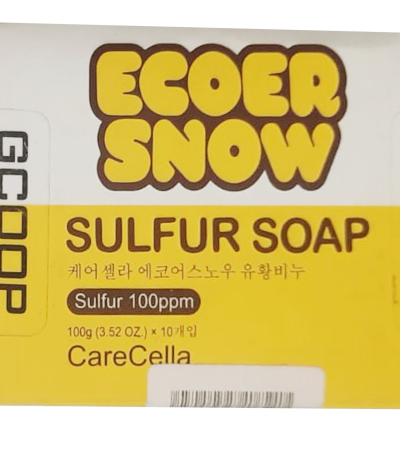 ECOER
SNOW
GCOOP
SULFUR SOAP
케어셀라 에코어스노우 유황비누
Sulfur 100ppm
100g (3.52 OZ.) × 10개입
CareCella